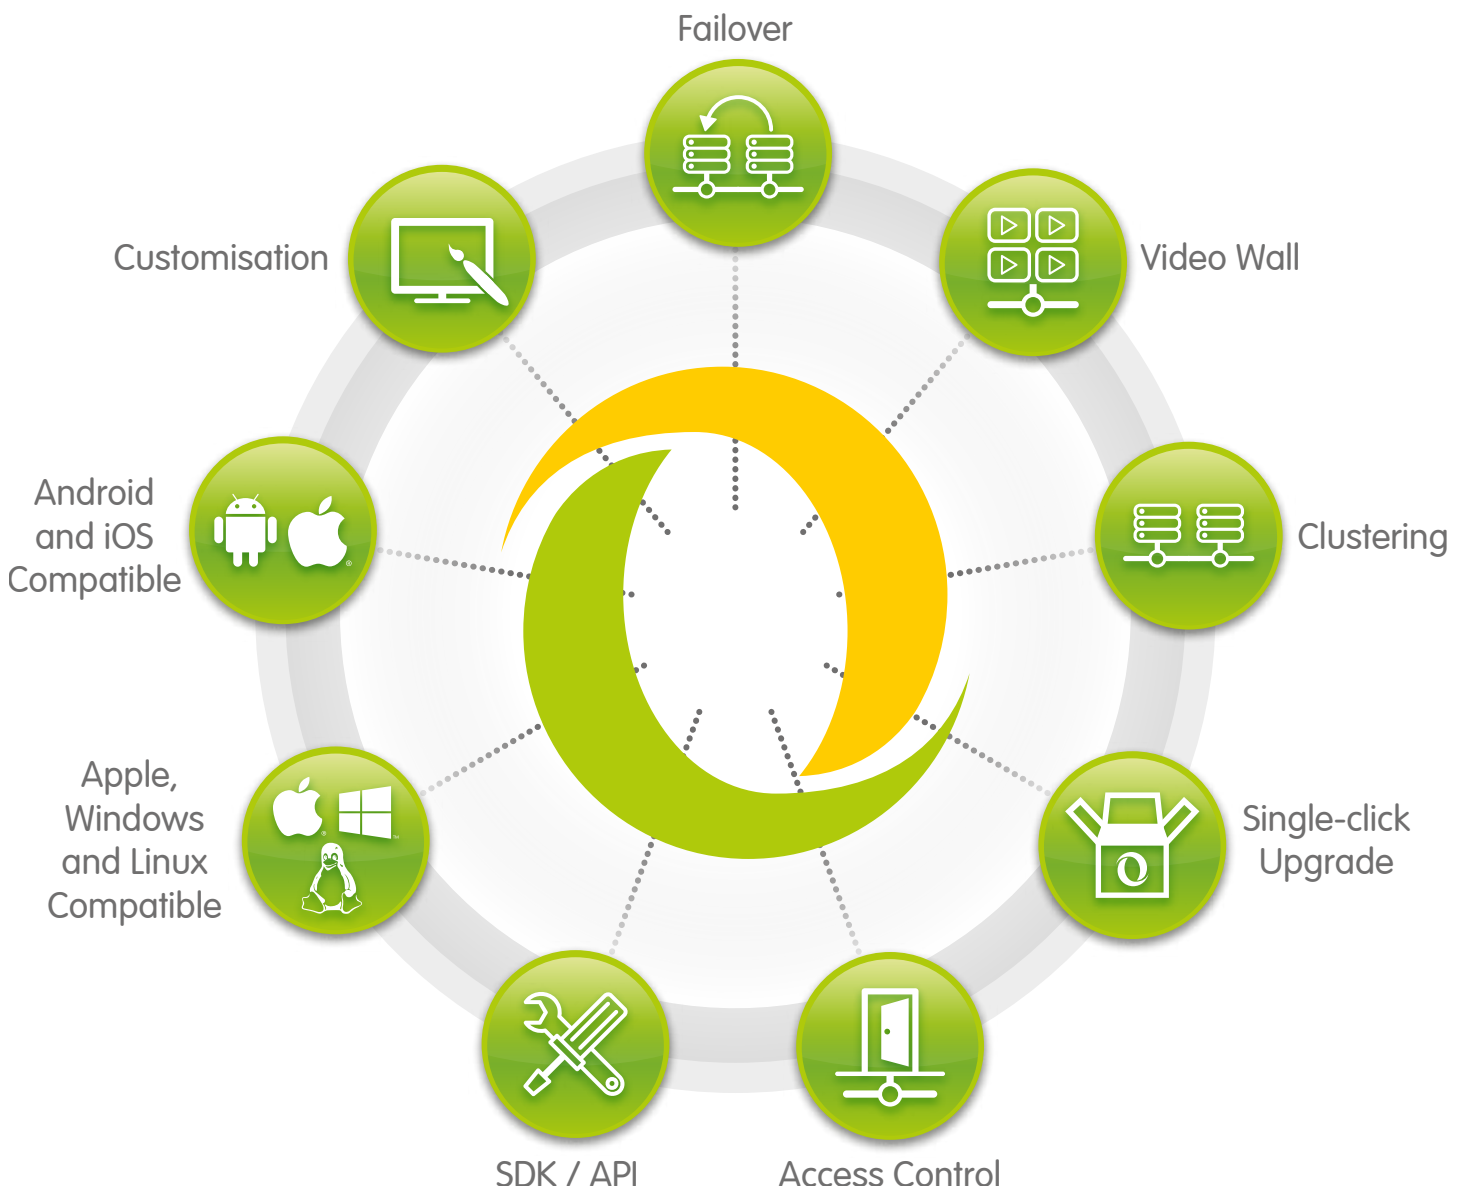 Failover
Customisation
Video Wall
Android
and iOS
Compatible
Clustering
Apple,
Windows
and Linux
Compatible
Single-click
Upgrade
SDK / API
Access Control